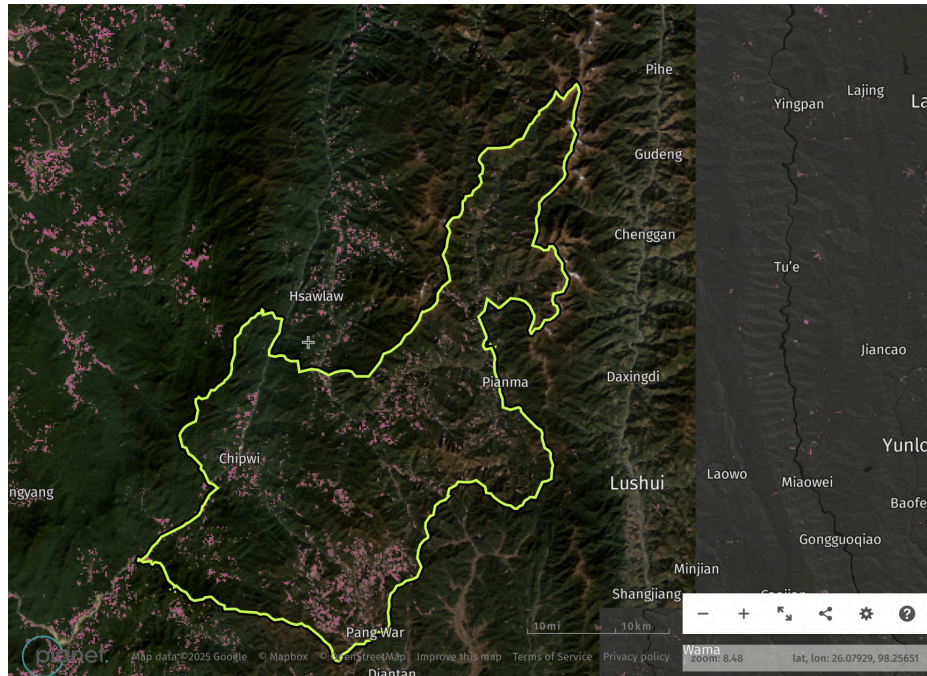 Pihe
Lajing
Yingpan
La
Gudeng
Chenggan
Tu'e
Hsawlaw
Jiancao
Pianma
Daxingdi
Yunlo
Chipwi
Laowo
Lushui
Miaowei
ngyang
Baofe
Gongguoqiao
Minjian
Shangjiang
10mi
10km
Pang War
Wama
planet.
Map data ©2025 Google © Mapbox © OpenStreetMap Improve this map Terms of Service Privacy policy
zoom: 8.48
lat, lon: 26.07929, 98.25651
Diantan